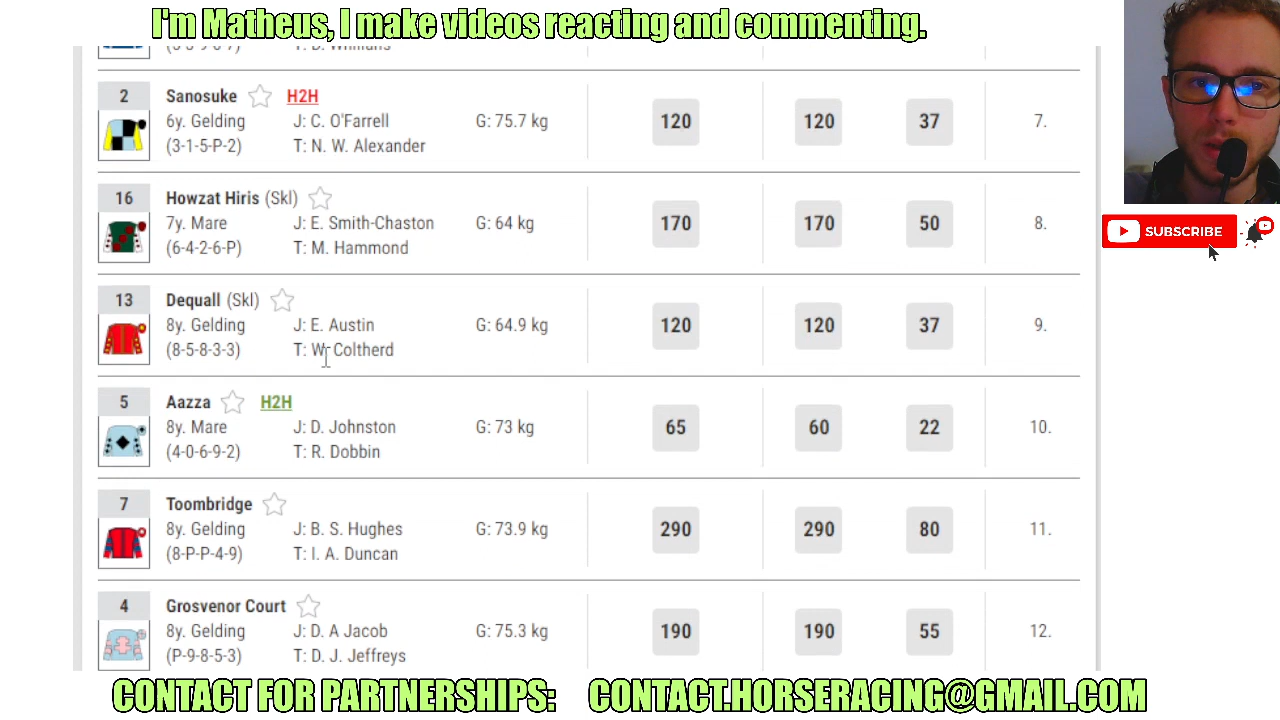 I'm Matheus, I make videos reacting and commenting.
2 Sanosuke H2H
6y. Gelding J: C. O'Farrell G: 75.7 kg 120 120 37 7.
(3-1-5-P-2) T: N. W. Alexander
16 Howzat Hiris (Skl)
7y. Mare J: E. Smith-Chaston G: 64 kg 170 170 50 8.
(6-4-2-6-P) T: M. Hammond
13 Dequall (Skl)
8y. Gelding J: E. Austin G: 64.9 kg 120 120 37 9.
(8-5-8-3-3) T: W. Coltherd
5 Aazza H2H
8y. Mare J: D. Johnston G: 73 kg 65 60 22 10.
(4-0-6-9-2) T: R. Dobbin
7 Toombridge
8y. Gelding J: B. S. Hughes G: 73.9 kg 290 290 80 11.
(8-P-P-4-9) T: I. A. Duncan
4 Grosvenor Court
8y. Gelding J: D. A Jacob G: 75.3 kg 190 190 55 12.
(P-9-8-5-3) T: D. J. Jeffreys
SUBSCRIBE
CONTACT FOR PARTNERSHIPS: CONTACT.HORSERACING@GMAIL.COM